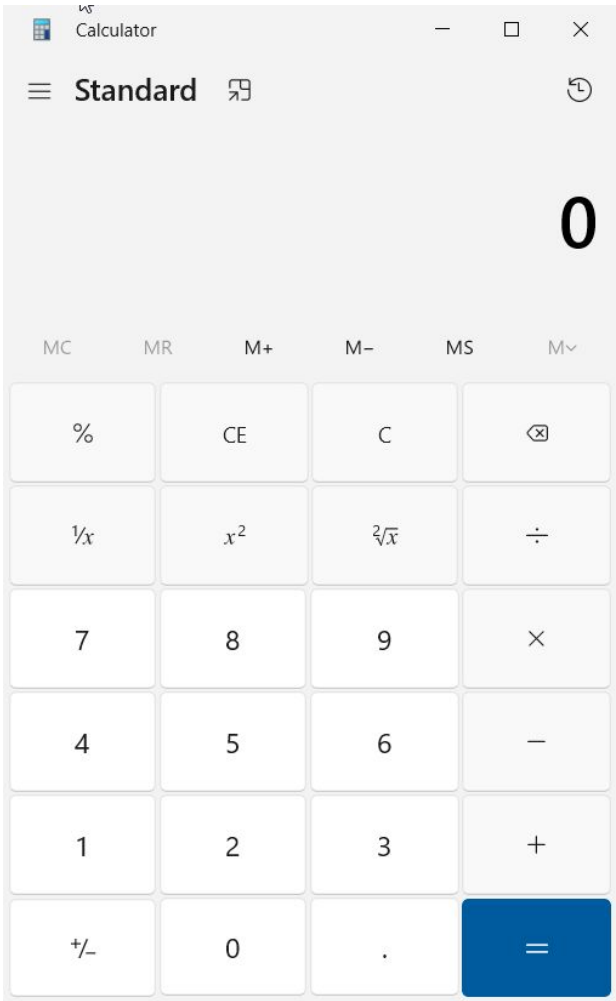 Calculator
Standard
0
MC MR M+ M− MS M
% CE C
¹/x x² ²√x ÷
7 8 9 ×
4 5 6 −
1 2 3 +
+/− 0 . =